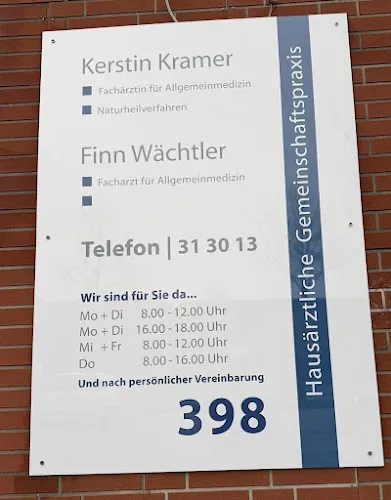 Kerstin Kramer
Fachärztin für Allgemeinmedizin
Naturheilverfahren
Finn Wächtler
Facharzt für Allgemeinmedizin
Telefon | 31 30 13
Wir sind für Sie da...
Mo + Di 8.00 - 12.00 Uhr
Mo + Di 16.00 - 18.00 Uhr
Mi + Fr 8.00 - 12.00 Uhr
Do 8.00 - 16.00 Uhr
Und nach persönlicher Vereinbarung
398
Hausärztliche Gemeinschaftspraxis